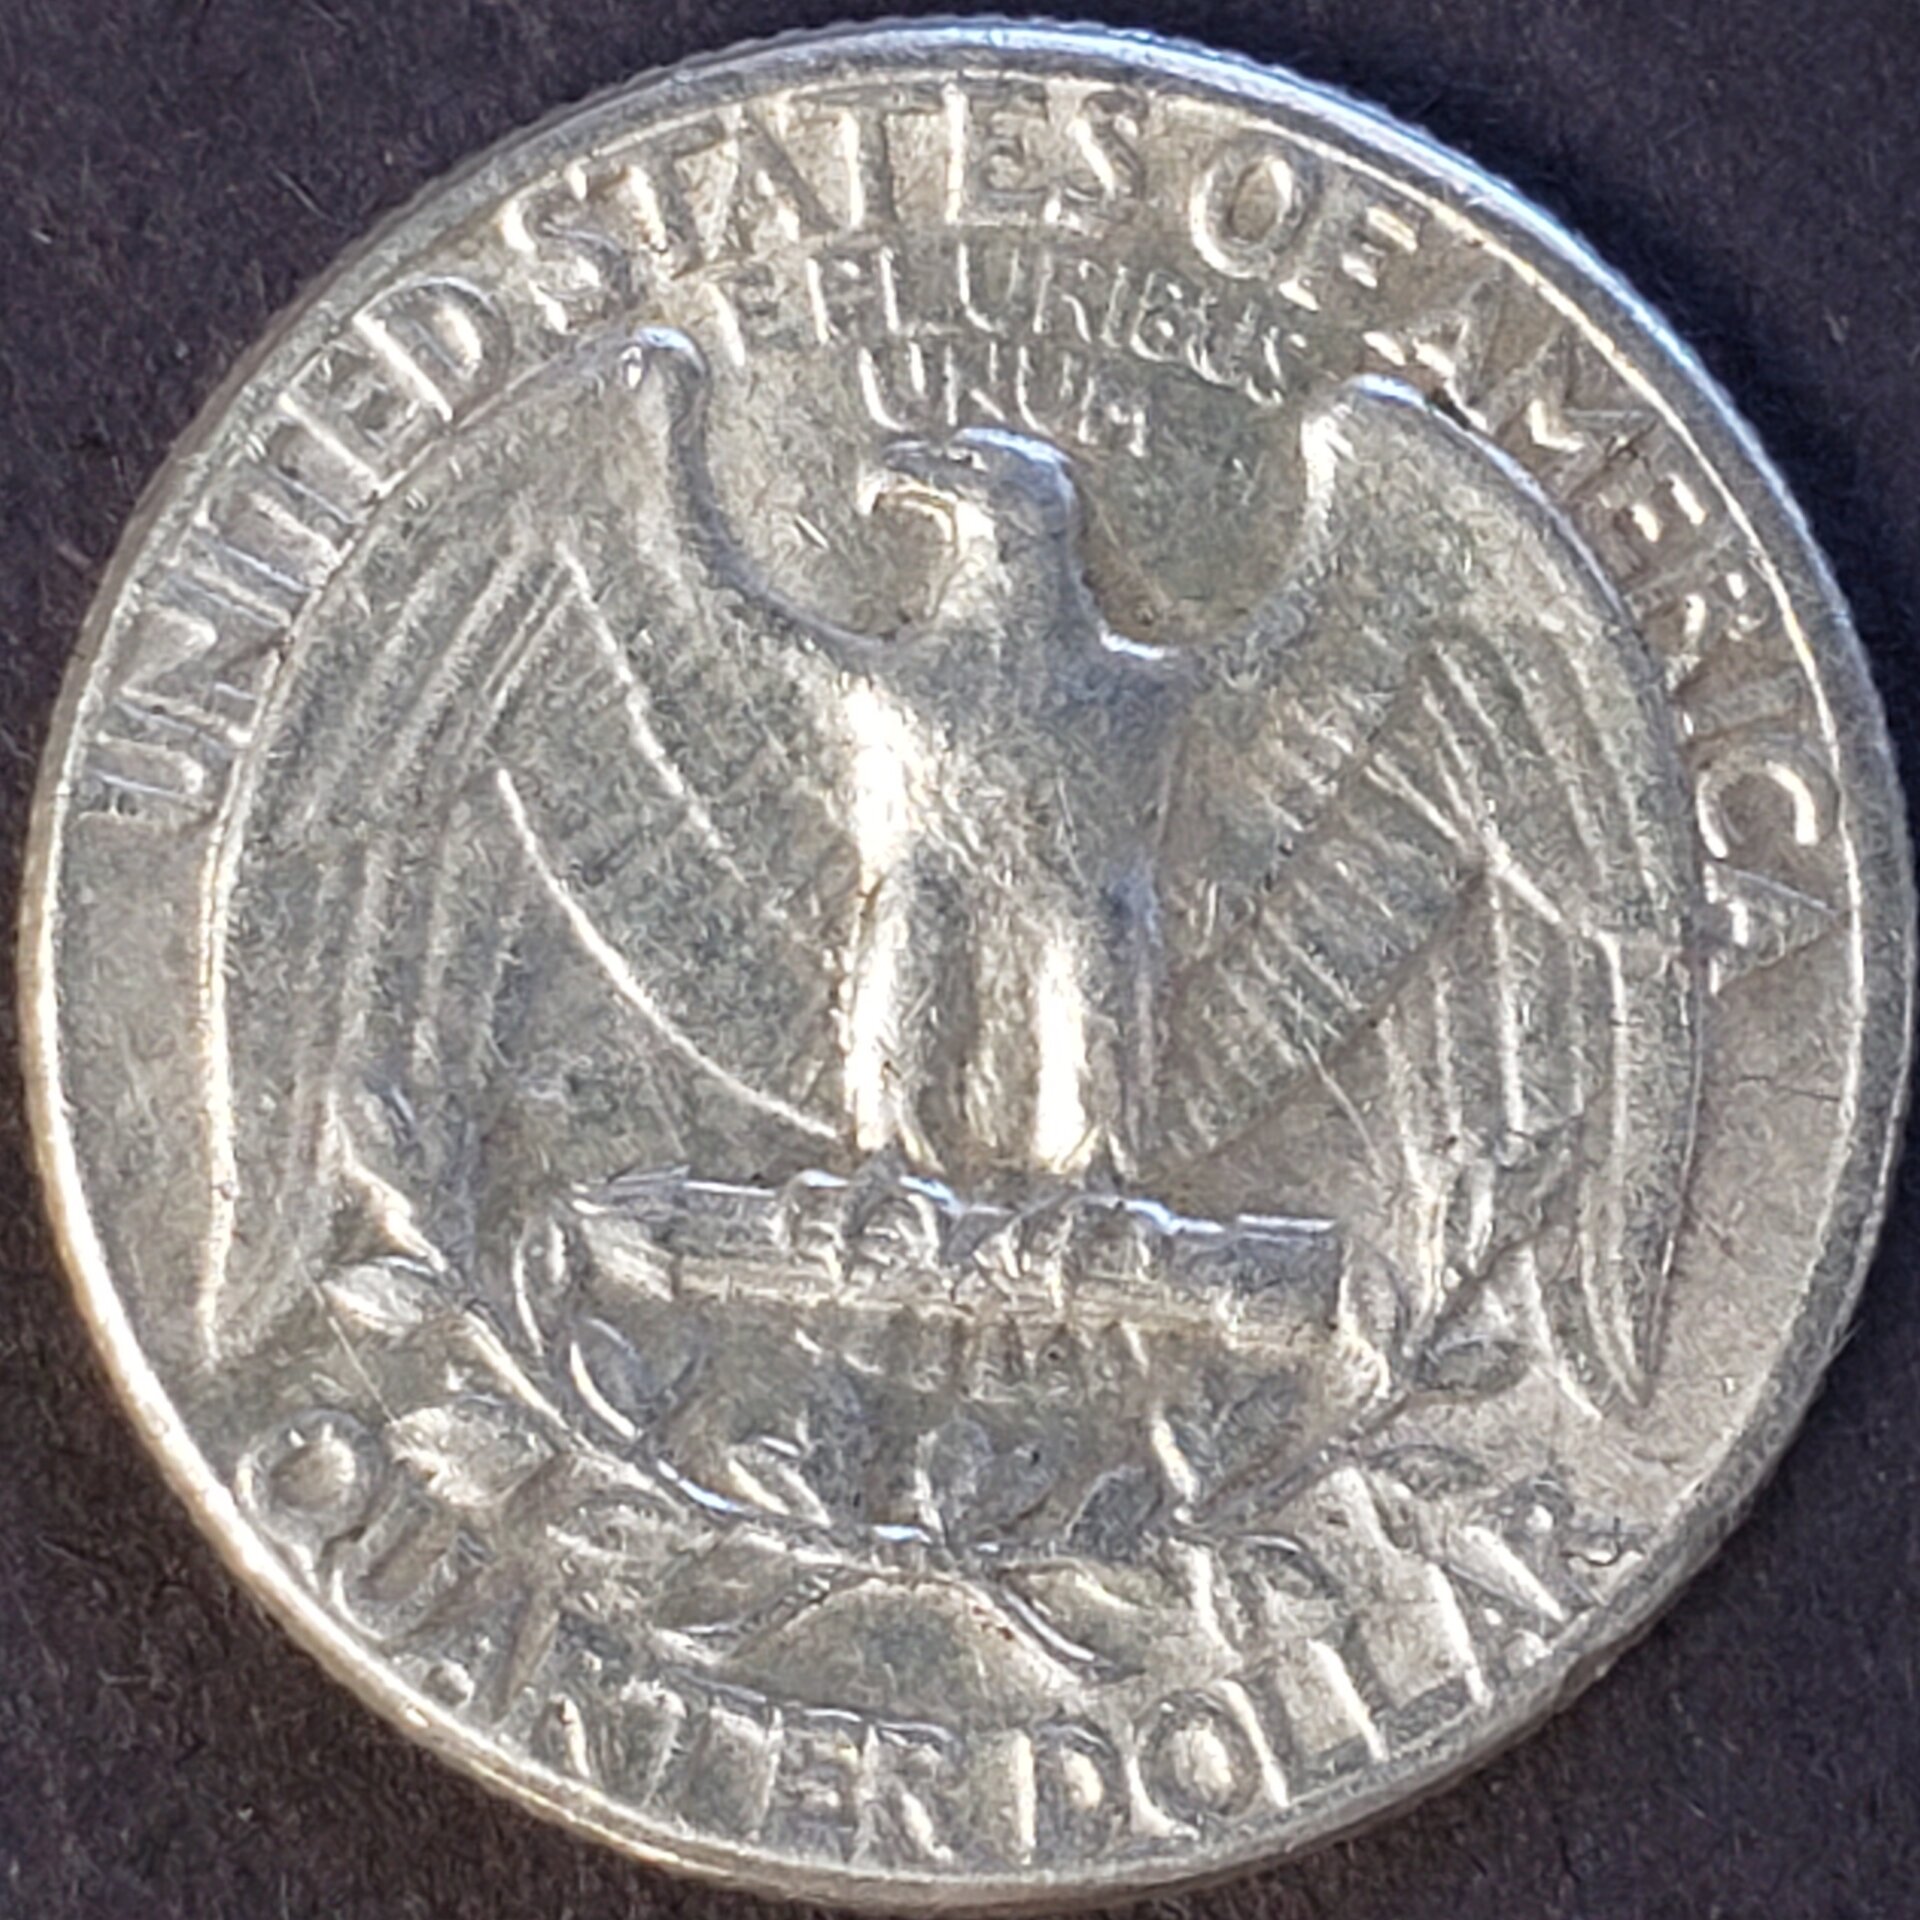 UNITED STATES OF AMERICA
E PLURIBUS
UNUM
QUARTER DOLLAR